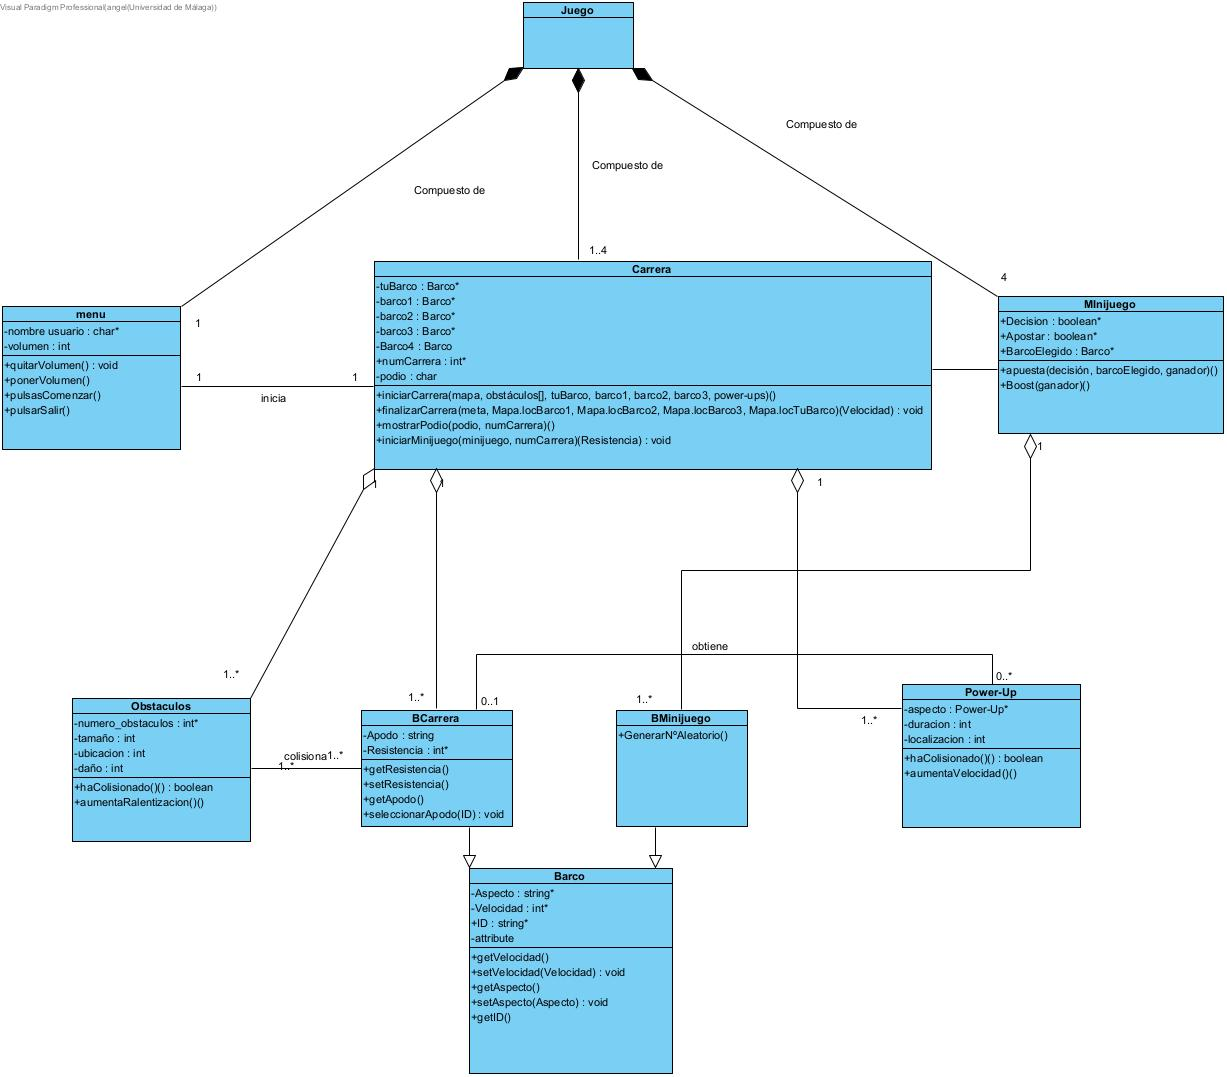 Visual Paradigm Professional(angel(Universidad de Málaga))
Juego
Compuesto de
Compuesto de
Compuesto de
1..4
4
1
menu
-nombre usuario : char*
-volumen : int
+quitarVolumen() : void
+ponerVolumen()
+pulsasComenzar()
+pulsarSalir()
1
1
inicia
Carrera
-tuBarco : Barco*
-barco1 : Barco*
-barco2 : Barco*
-barco3 : Barco*
-Barco4 : Barco
+numCarrera : int*
-podio : char
+iniciarCarrera(mapa, obstáculos[], tuBarco, barco1, barco2, barco3, power-ups)()
+finalizarCarrera(meta, Mapa.locBarco1, Mapa.locBarco2, Mapa.locBarco3, Mapa.locTuBarco)(Velocidad) : void
+mostrarPodio(podio, numCarrera)()
+iniciarMinijuego(minijuego, numCarrera)(Resistencia) : void
MInijuego
+Decision : boolean*
+Apostar : boolean*
+BarcoElegido : Barco*
+apuesta(decisión, barcoElegido, ganador)()
+Boost(ganador)()
1
1
1
1
obtiene
1..*
1..*
0..1
1..*
1..*
0..*
Obstaculos
-numero_obstaculos : int*
-tamaño : int
-ubicacion : int
-daño : int
+haColisionado()() : boolean
+aumentaRalentizacion()()
colisiona
1..*
1..*
BCarrera
-Apodo : string
-Resistencia : int*
+getResistencia()
+setResistencia()
+getApodo()
+seleccionarApodo(ID) : void
BMinijuego
+GenerarNºAleatorio()
Power-Up
-aspecto : Power-Up*
-duracion : int
-localizacion : int
+haColisionado()() : boolean
+aumentaVelocidad()()
Barco
-Aspecto : string*
-Velocidad : int*
+ID : string*
-attribute
+getVelocidad()
+setVelocidad(Velocidad) : void
+getAspecto()
+setAspecto(Aspecto) : void
+getID()